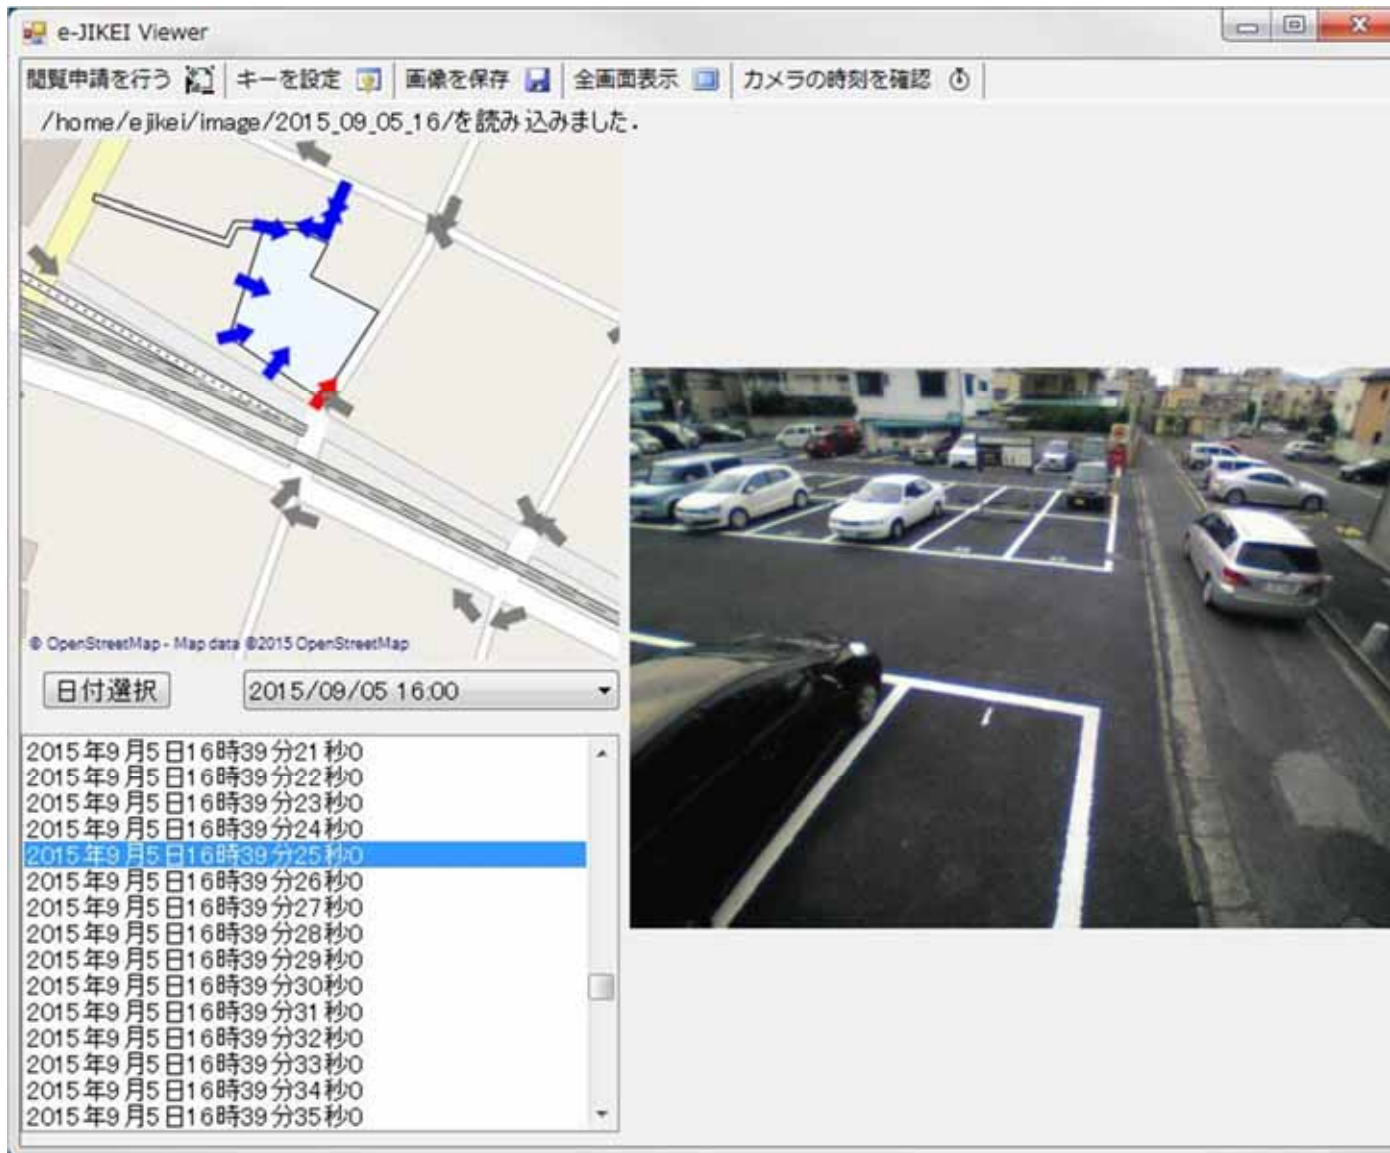 e-JIKEI Viewer
閲覧申請を行う キーを設定 画像を保存 全画面表示 カメラの時刻を確認
/home/ejikei/image/2015_09_05_16/を読み込みました.
© OpenStreetMap - Map data ©2015 OpenStreetMap
日付選択 2015/09/05 16:00
2015年9月5日16時39分21秒0
2015年9月5日16時39分22秒0
2015年9月5日16時39分23秒0
2015年9月5日16時39分24秒0
2015年9月5日16時39分25秒0
2015年9月5日16時39分26秒0
2015年9月5日16時39分27秒0
2015年9月5日16時39分28秒0
2015年9月5日16時39分29秒0
2015年9月5日16時39分30秒0
2015年9月5日16時39分31秒0
2015年9月5日16時39分32秒0
2015年9月5日16時39分33秒0
2015年9月5日16時39分34秒0
2015年9月5日16時39分35秒0